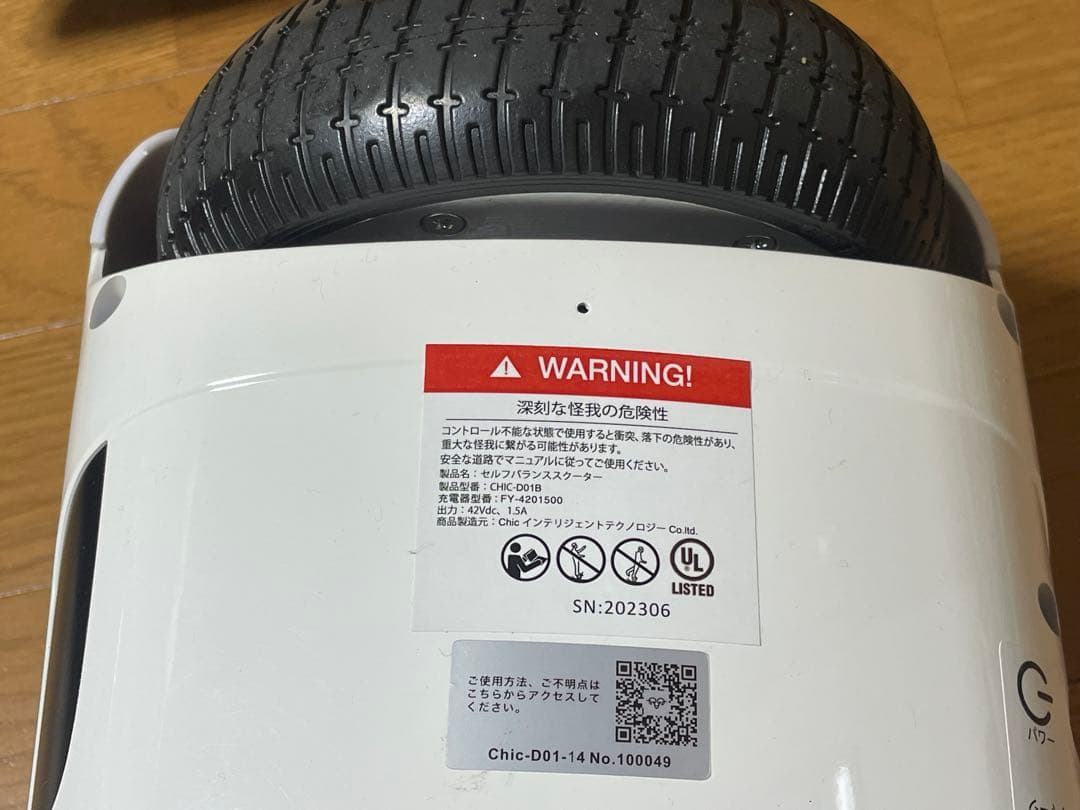 WARNING!
深刻な怪我の危険性
コントロール不能な状態で使用すると衝突、落下の危険性があり、
重大な怪我に繋がる可能性があります。
安全な道路でマニュアルに従ってご使用ください。
製品名：セルフバランススクーター
製品型番：CHIC-D01B
充電器型番：FY-4201500
出力：42Vdc、1.5A
商品製造元：Chic インテリジェントテクノロジー Co.ltd.
UL
LISTED
SN:202306
ご使用方法、ご不明点は
こちらからアクセスして
ください。
Chic-D01-14 No.100049
パワー